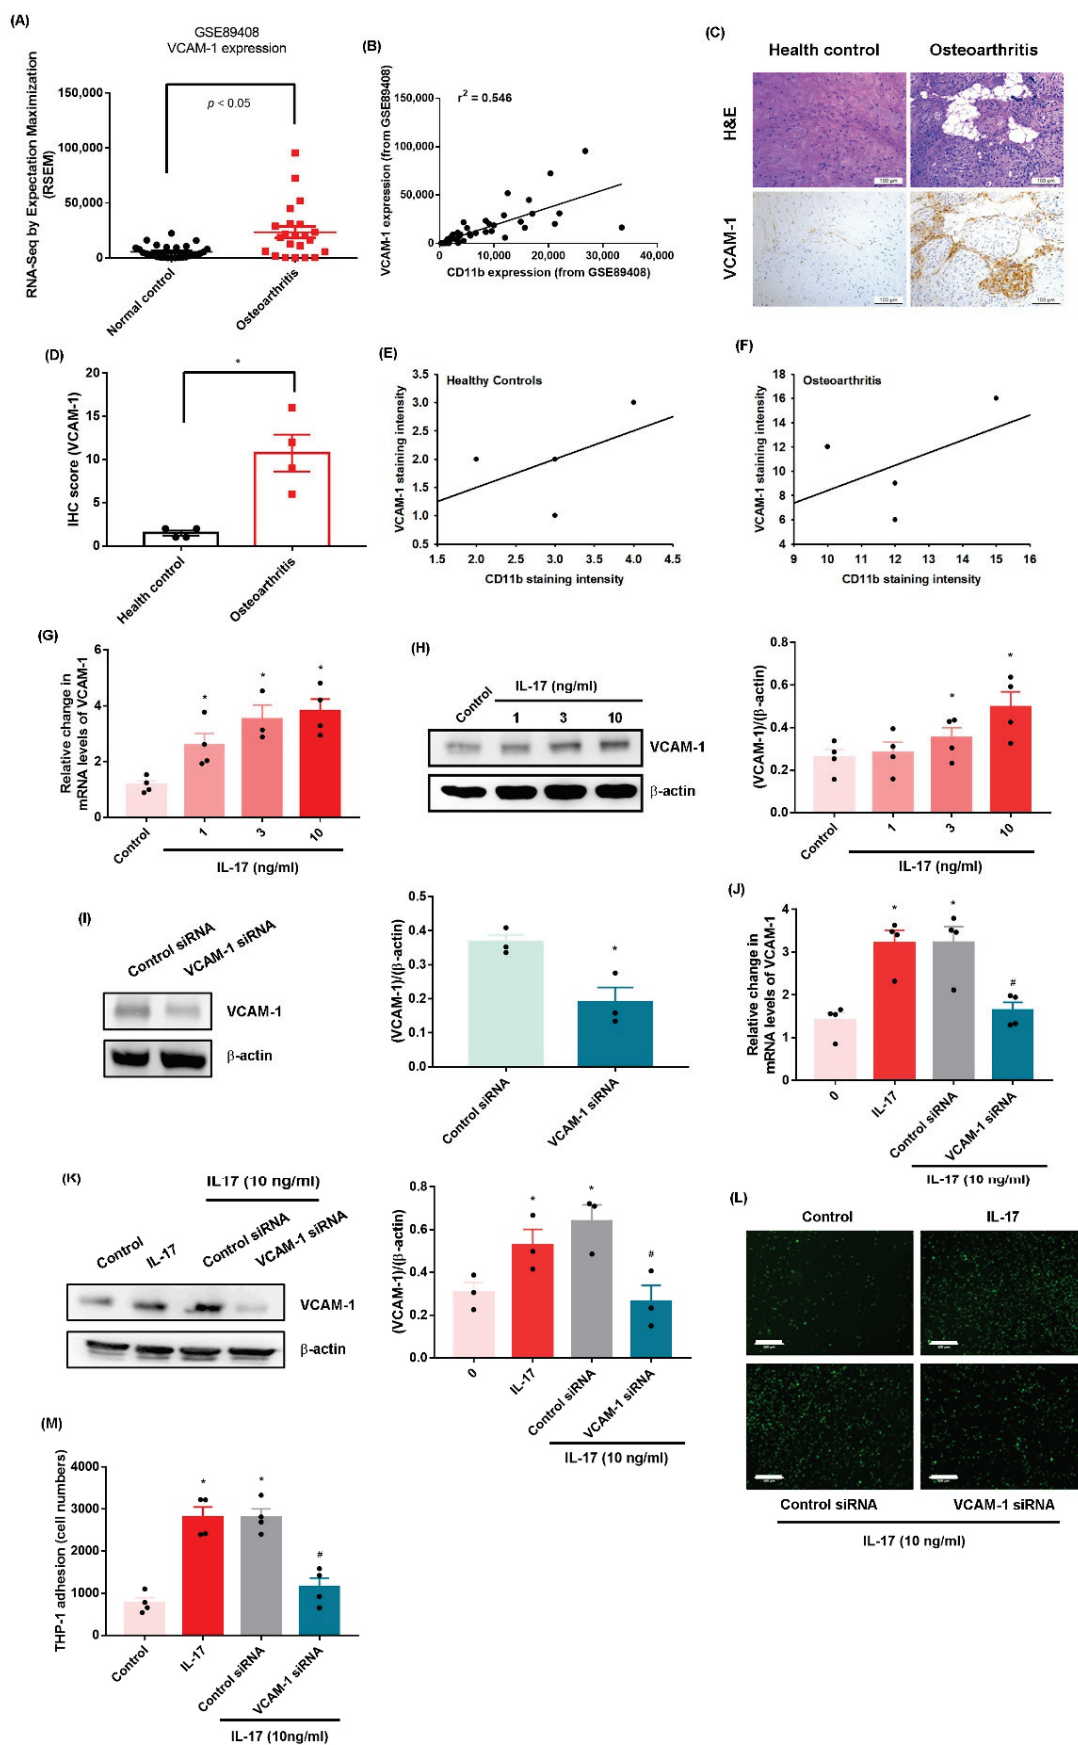 (A)
GSE89408
VCAM-1 expression
RNA-Seq by Expectation Maximization
(RSEM)
150,000
100,000
50,000
0
p < 0.05
Normal control
Osteoarthritis
(B)
VCAM-1 expression (from GSE89408)
r² = 0.546
150,000
100,000
50,000
0
0
10,000
20,000
30,000
40,000
CD11b expression (from GSE89408)
(C)
Health control
Osteoarthritis
H&E
VCAM-1
100 μm
100 μm
100 μm
100 μm
(D)
IHC score (VCAM-1)
20
15
10
5
0
*
Health control
Osteoarthritis
(E)
VCAM-1 staining intensity
Healthy Controls
3.5
3.0
2.5
2.0
1.5
1.0
0.5
2.0
2.5
3.0
3.5
4.0
4.5
CD11b staining intensity
(F)
VCAM-1 staining intensity
Osteoarthritis
18
16
14
12
10
8
6
4
9
10
11
12
13
14
15
16
CD11b staining intensity
(G)
Relative change in
mRNA levels of VCAM-1
6
4
2
0
* * *
Control
1
3
10
IL-17 (ng/ml)
(H)
Control
IL-17 (ng/ml)
1
3
10
VCAM-1
β-actin
(VCAM-1)/(β-actin)
0.8
0.6
0.4
0.2
0.0
* *
Control
1
3
10
IL-17 (ng/ml)
(I)
Control siRNA
VCAM-1 siRNA
VCAM-1
β-actin
(VCAM-1)/(β-actin)
0.5
0.4
0.3
0.2
0.1
0.0
*
Control siRNA
VCAM-1 siRNA
(J)
Relative change in
mRNA levels of VCAM-1
4
3
2
1
0
* * #
0
IL-17
Control siRNA
VCAM-1 siRNA
IL-17 (10 ng/ml)
(K)
IL17 (10 ng/ml)
Control
IL-17
Control siRNA
VCAM-1 siRNA
VCAM-1
β-actin
(VCAM-1)/(β-actin)
0.8
0.6
0.4
0.2
0.0
* * #
0
IL-17
Control siRNA
VCAM-1 siRNA
IL-17 (10 ng/ml)
(L)
Control
IL-17
Control siRNA
VCAM-1 siRNA
IL-17 (10 ng/ml)
(M)
THP-1 adhesion (cell numbers)
4000
3000
2000
1000
0
* * #
Control
IL-17
Control siRNA
VCAM-1 siRNA
IL-17 (10ng/ml)